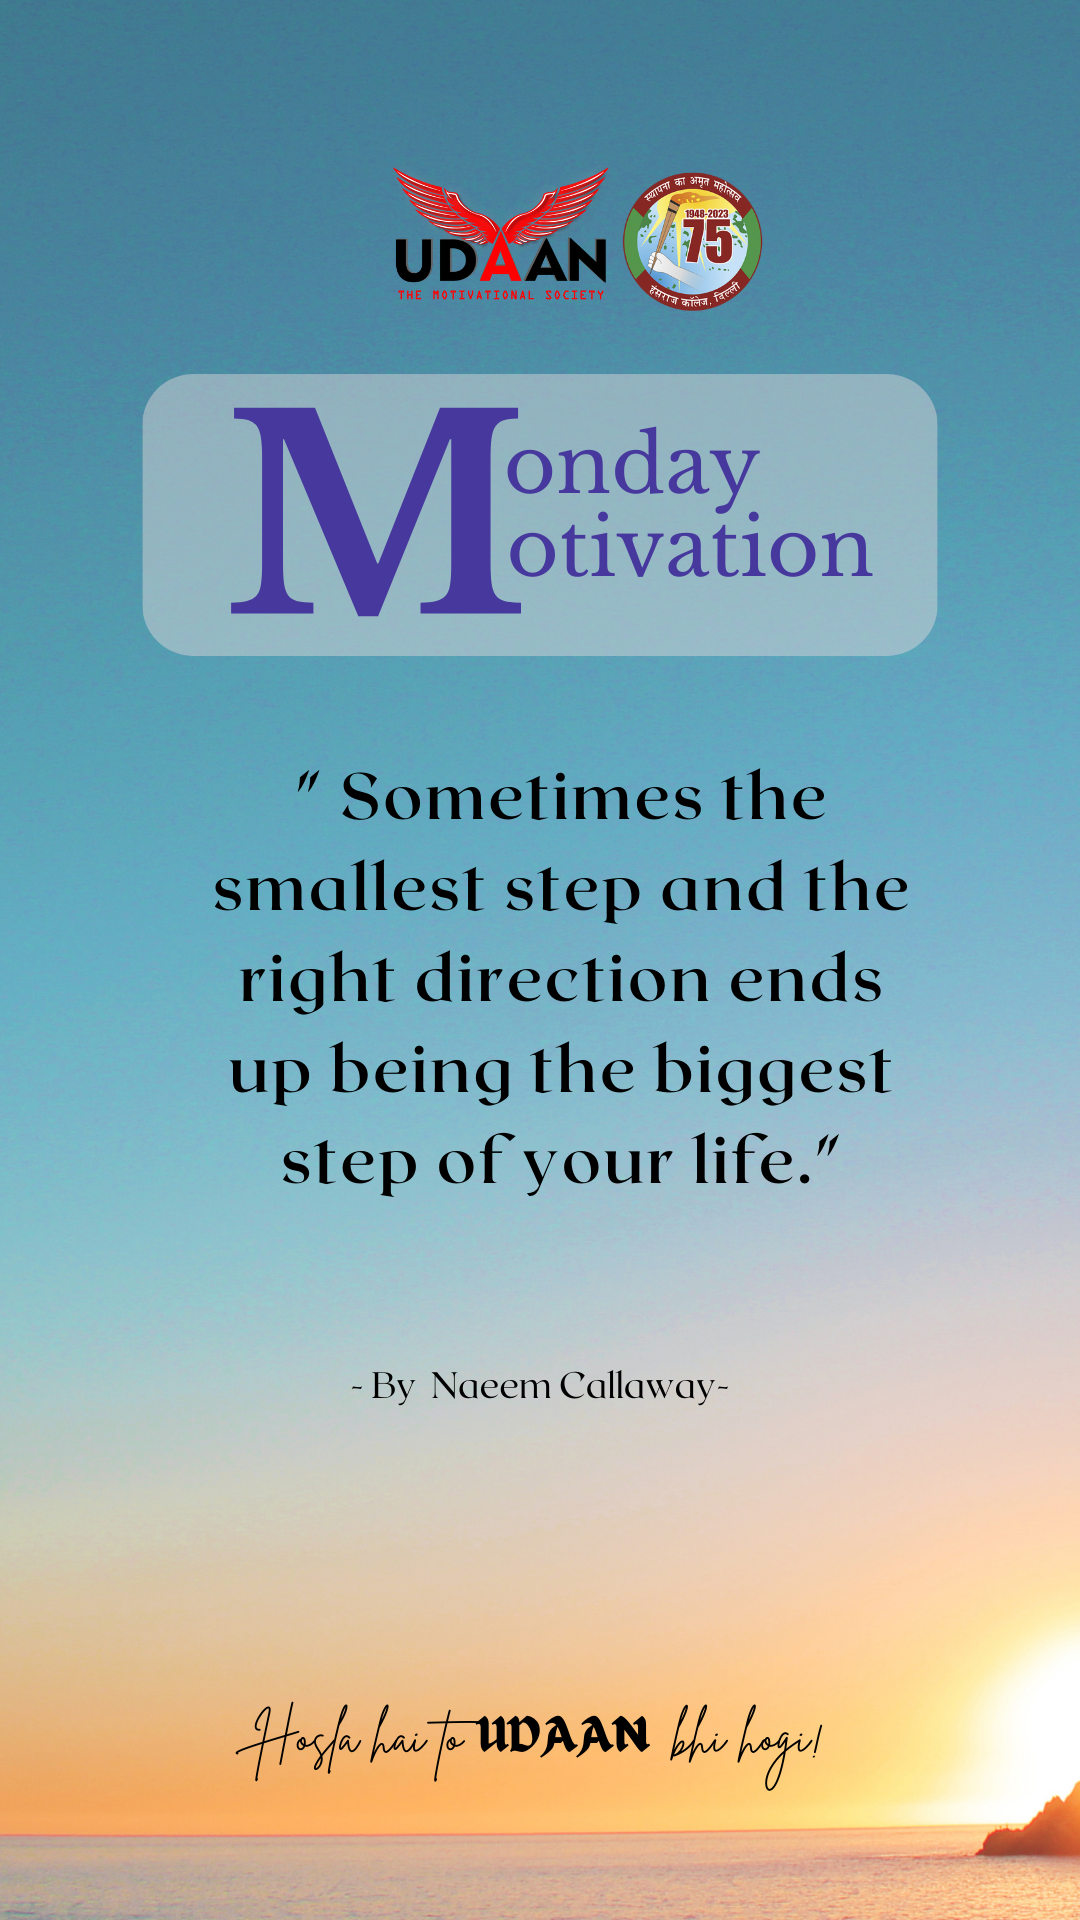 UDAAN
THE MOTIVATIONAL SOCIETY
स्थापना का अमृत महोत्सव
1948-2023
75
हंसराज कॉलेज, दिल्ली
Monday
Motivation
" Sometimes the
smallest step and the
right direction ends
up being the biggest
step of your life."
- By Naeem Callaway-
Hosla hai to UDAAN bhi hogi!